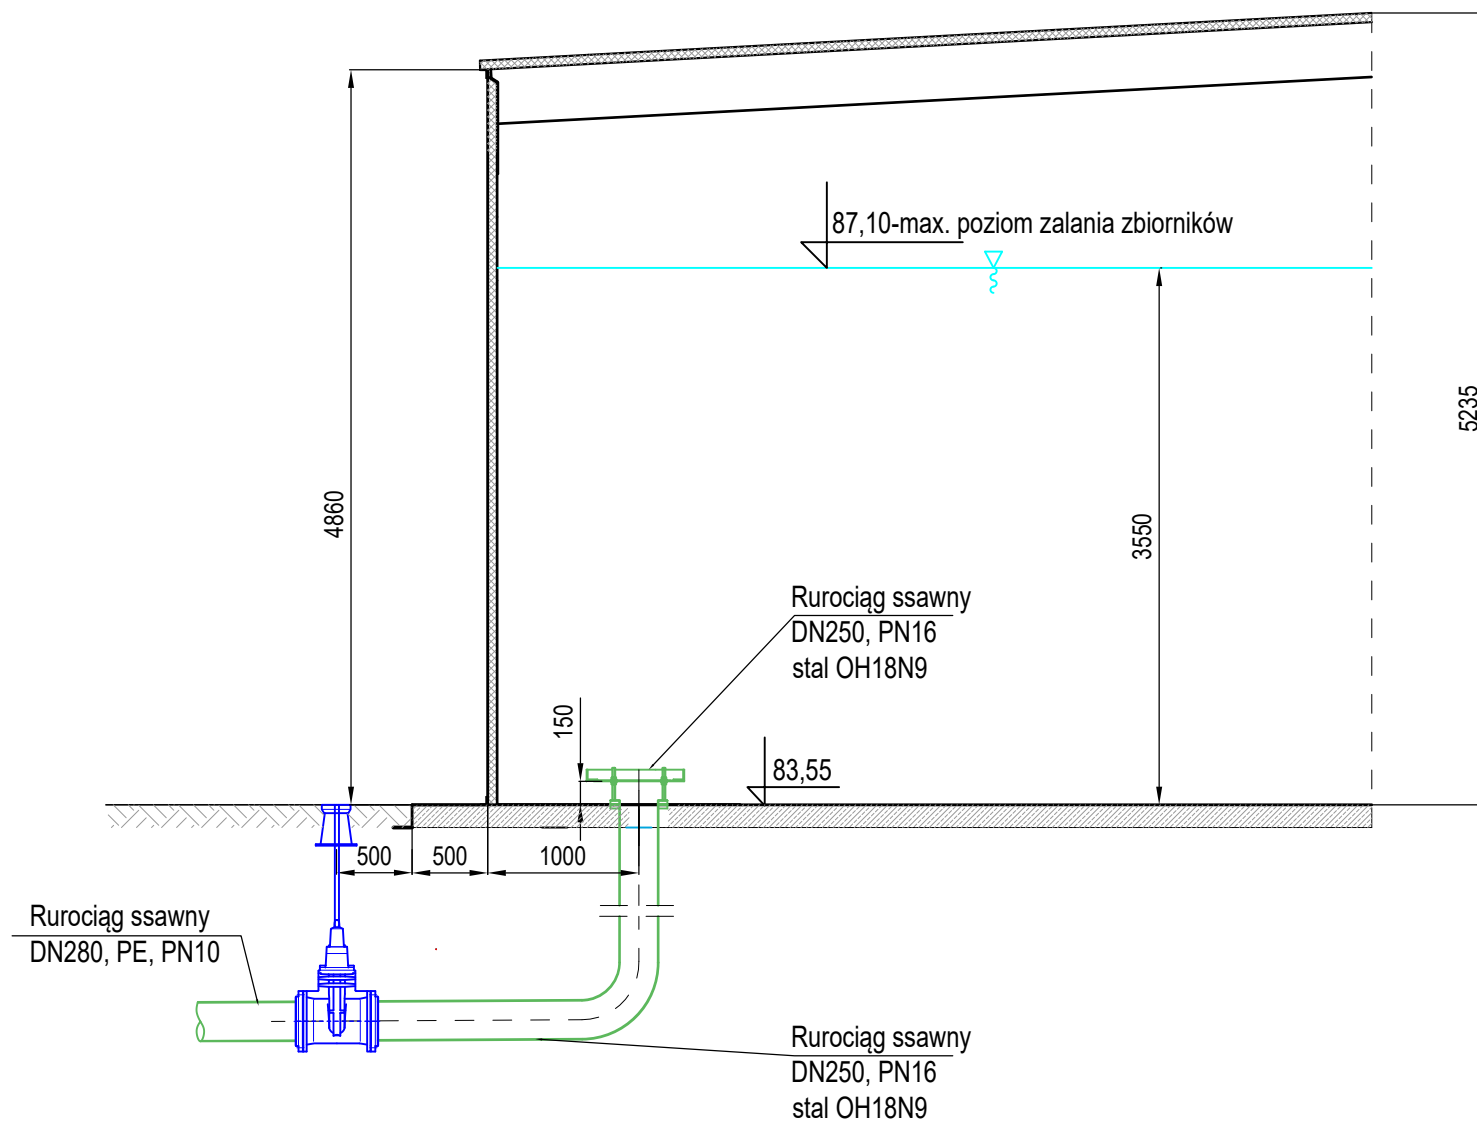 87,10-max. poziom zalania zbiorników
5235
4860
3550
Rurociąg ssawny
DN250, PN16
stal OH18N9
150
83,55
500
500
1000
Rurociąg ssawny
DN280, PE, PN10
Rurociąg ssawny
DN250, PN16
stal OH18N9